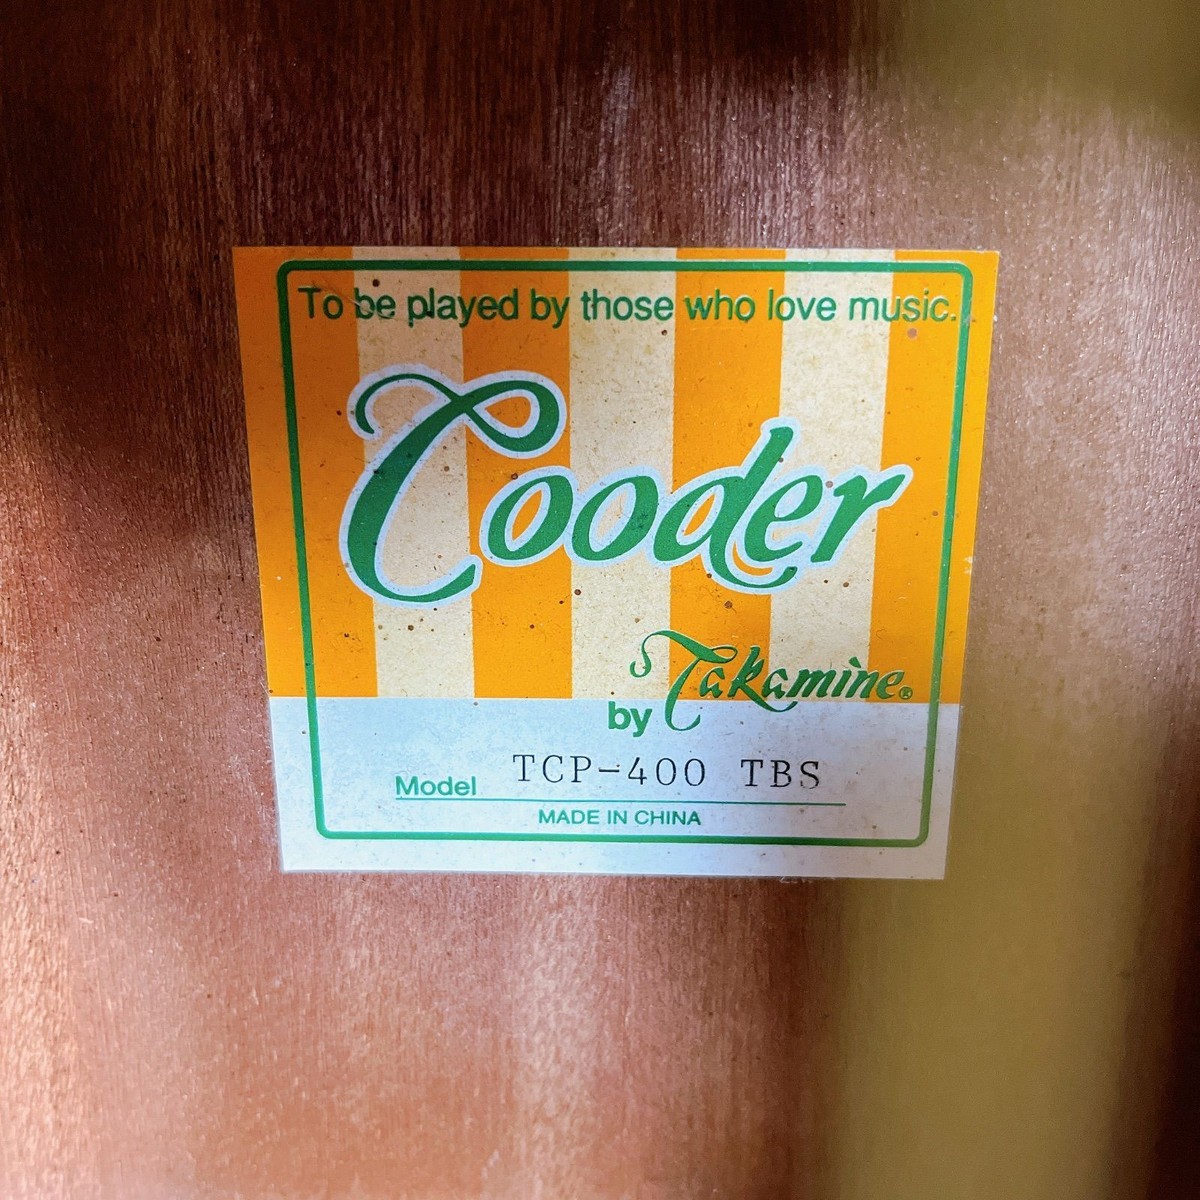 To be played by those who love music.
Cooder
by Takamine®
Model TCP-400 TBS
MADE IN CHINA